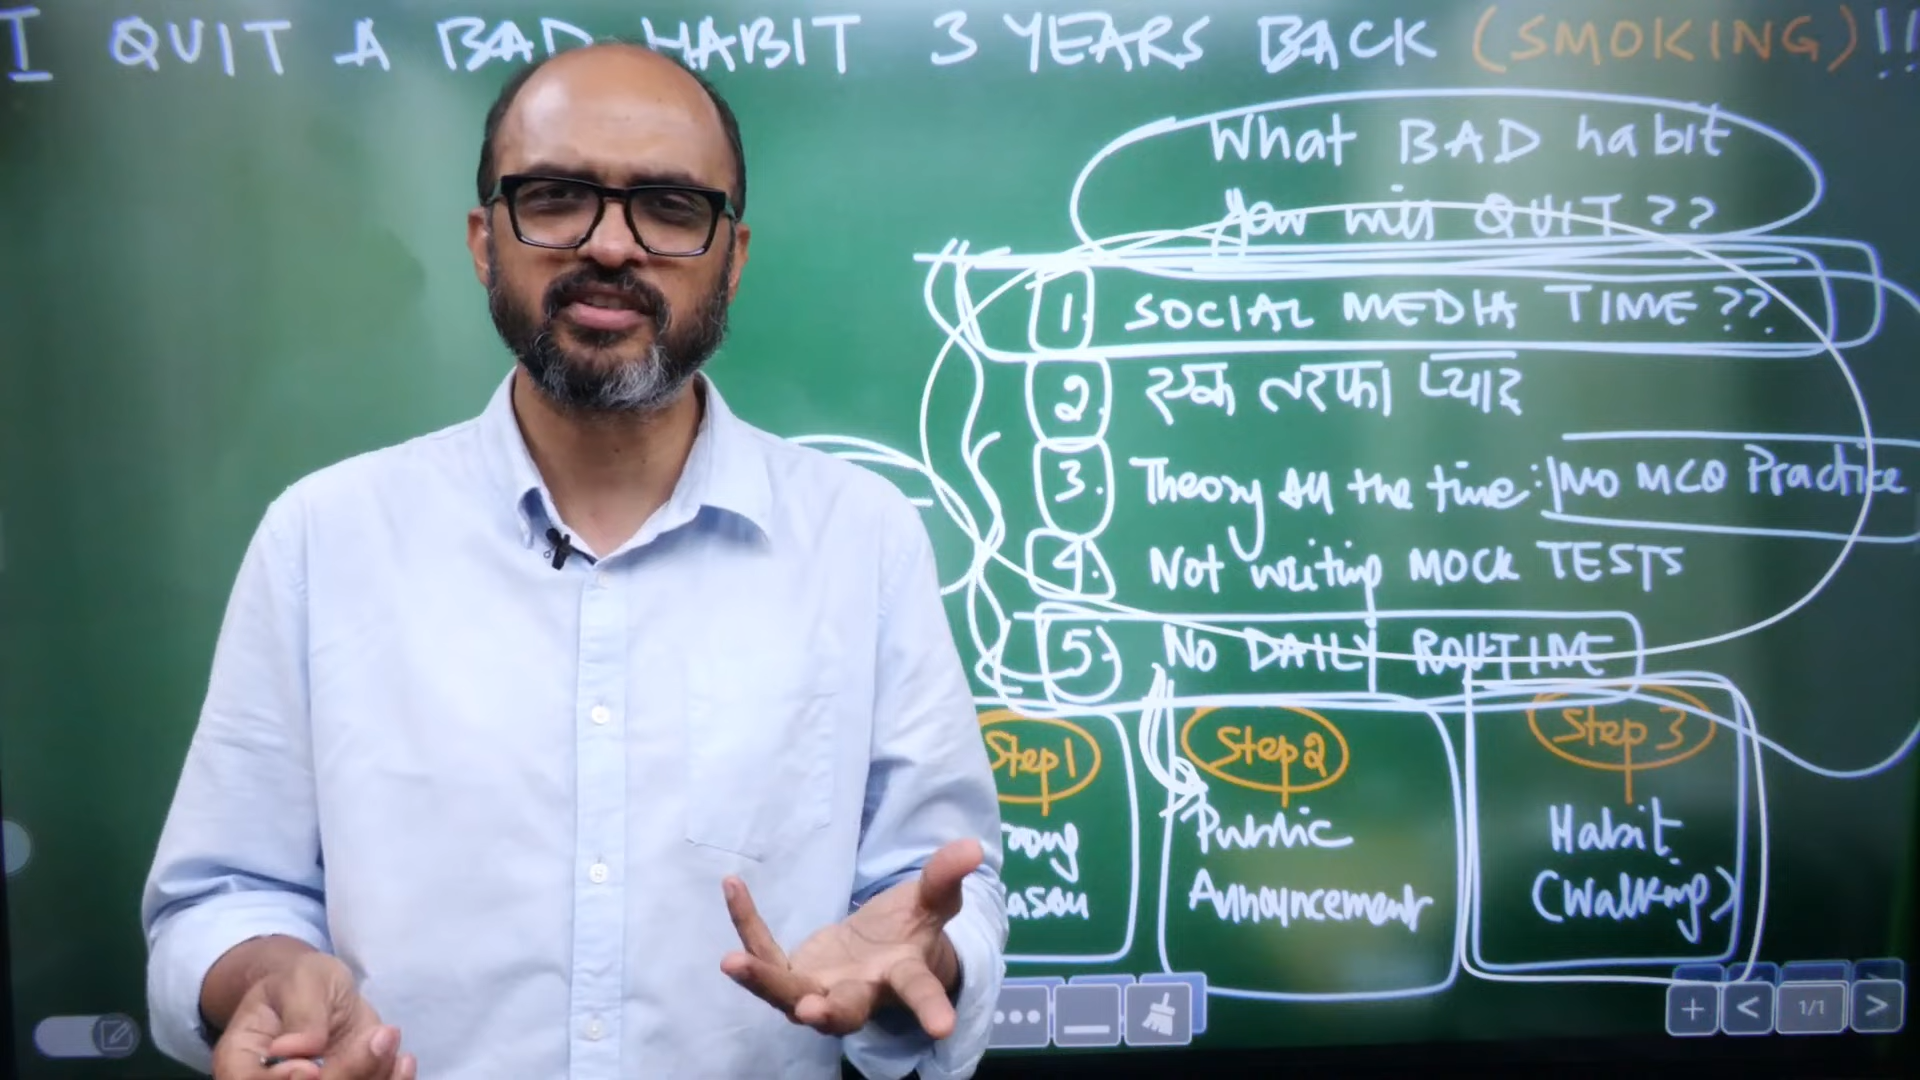 I QUIT A BAD HABIT 3 YEARS BACK (SMOKING)!!
What BAD habit
You will QUIT ??
1. SOCIAL MEDIA TIME ??
2. एक तरफा प्यार
3. Theory All the time: NO MCQ Practice
4. Not writing MOCK TESTS
5. NO DAILY ROUTINE
Step 1
Step 2
Public
Announcement
Step 3
Habit
(Walking)
1/1